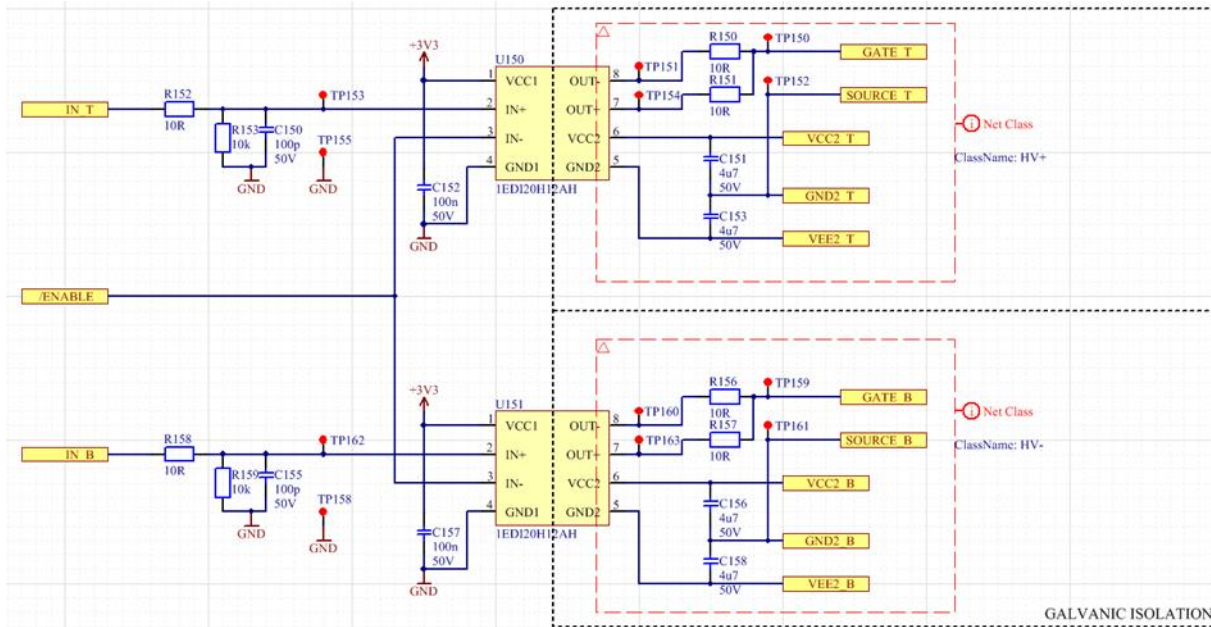 +3V3
U150
1 VCC1 OUT- 8
2 IN+ OUT+ 7
3 IN- VCC2 6
4 GND1 GND2 5
1EDI20H12AH
IN_T
R152
10R
R153
10k
C150
100p
50V
GND
TP153
TP155
GND
C152
100n
50V
GND
TP151
TP154
R150
10R
R151
10R
TP150
TP152
GATE_T
SOURCE_T
VCC2_T
C151
4u7
50V
GND2_T
C153
4u7
50V
VEE2_T
Net Class
ClassName: HV+
/ENABLE
+3V3
U151
1 VCC1 OUT- 8
2 IN+ OUT+ 7
3 IN- VCC2 6
4 GND1 GND2 5
1EDI20H12AH
IN_B
R158
10R
R159
10k
C155
100p
50V
GND
TP162
TP158
GND
C157
100n
50V
GND
TP160
TP163
R156
10R
R157
10R
TP159
TP161
GATE_B
SOURCE_B
VCC2_B
C156
4u7
50V
GND2_B
C158
4u7
50V
VEE2_B
Net Class
ClassName: HV-
GALVANIC ISOLATION